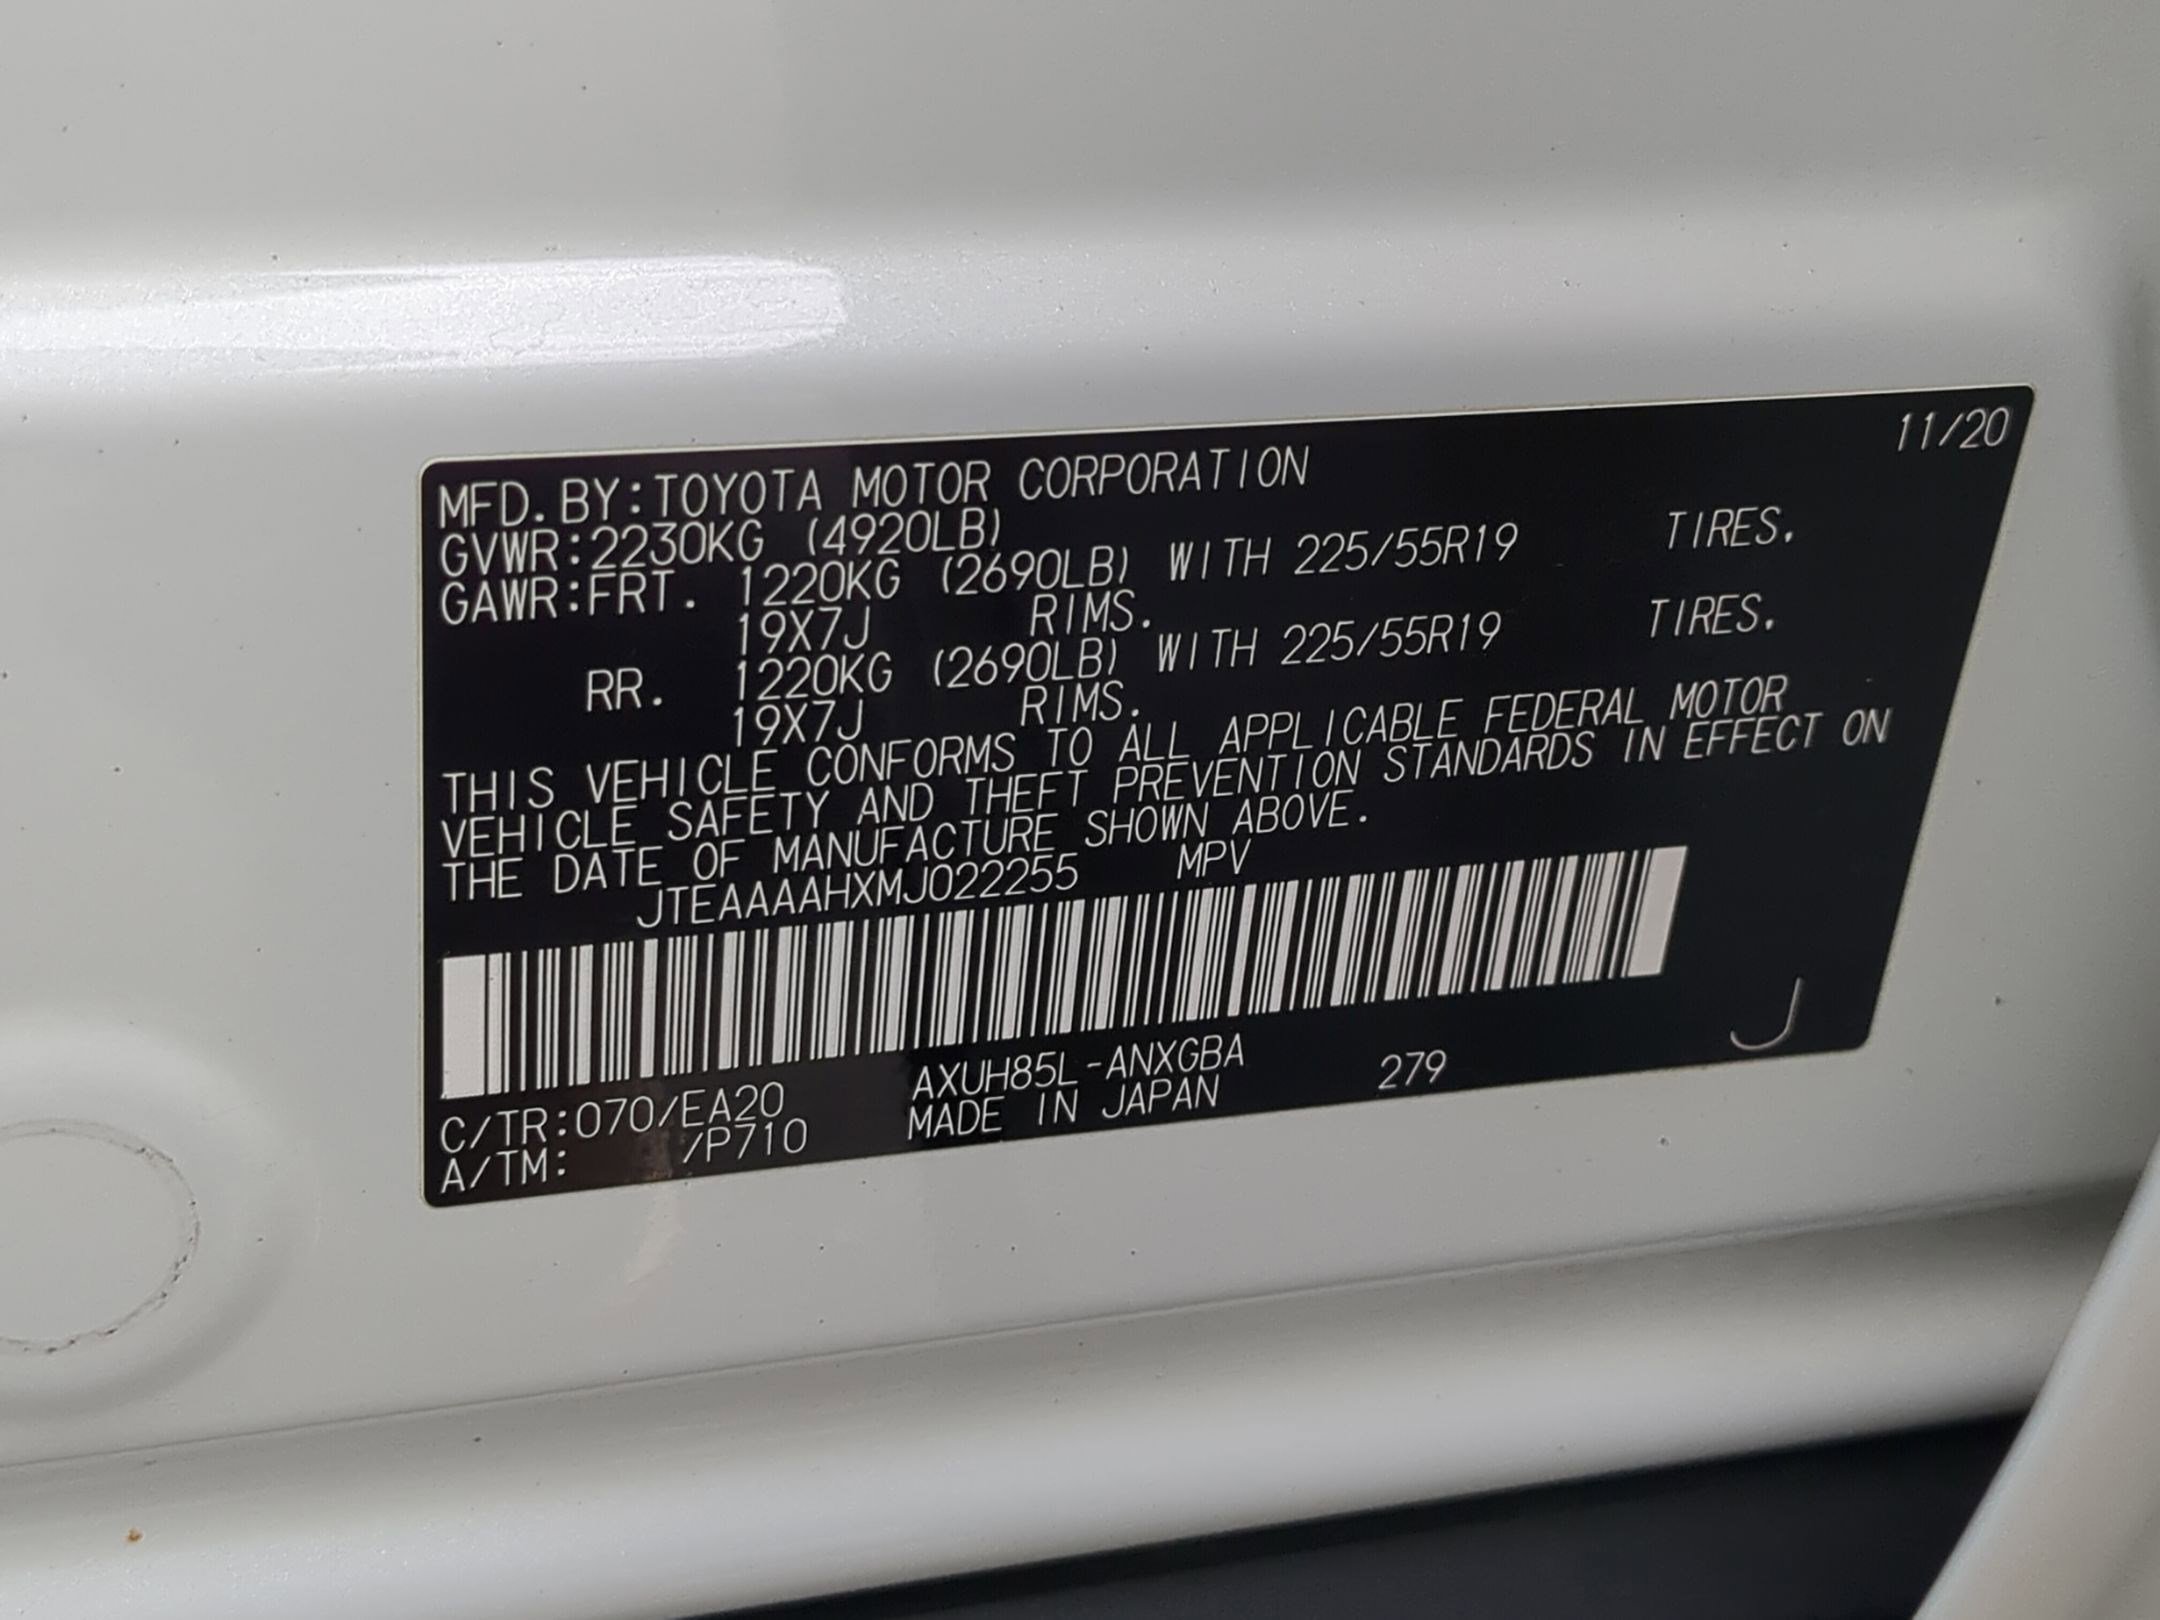 11/20
MFD.BY:TOYOTA MOTOR CORPORATION
GVWR:2230KG (4920LB)
GAWR:FRT. 1220KG (2690LB) WITH 225/55R19 TIRES.
19X7J RIMS.
RR. 1220KG (2690LB) WITH 225/55R19 TIRES.
19X7J RIMS.
THIS VEHICLE CONFORMS TO ALL APPLICABLE FEDERAL MOTOR
VEHICLE SAFETY AND THEFT PREVENTION STANDARDS IN EFFECT ON
THE DATE OF MANUFACTURE SHOWN ABOVE.
JTEAAAAHXMJ022255 MPV
AXUH85L-ANXGBA 279
C/TR:070/EA20 MADE IN JAPAN
A/TM: /P710
J